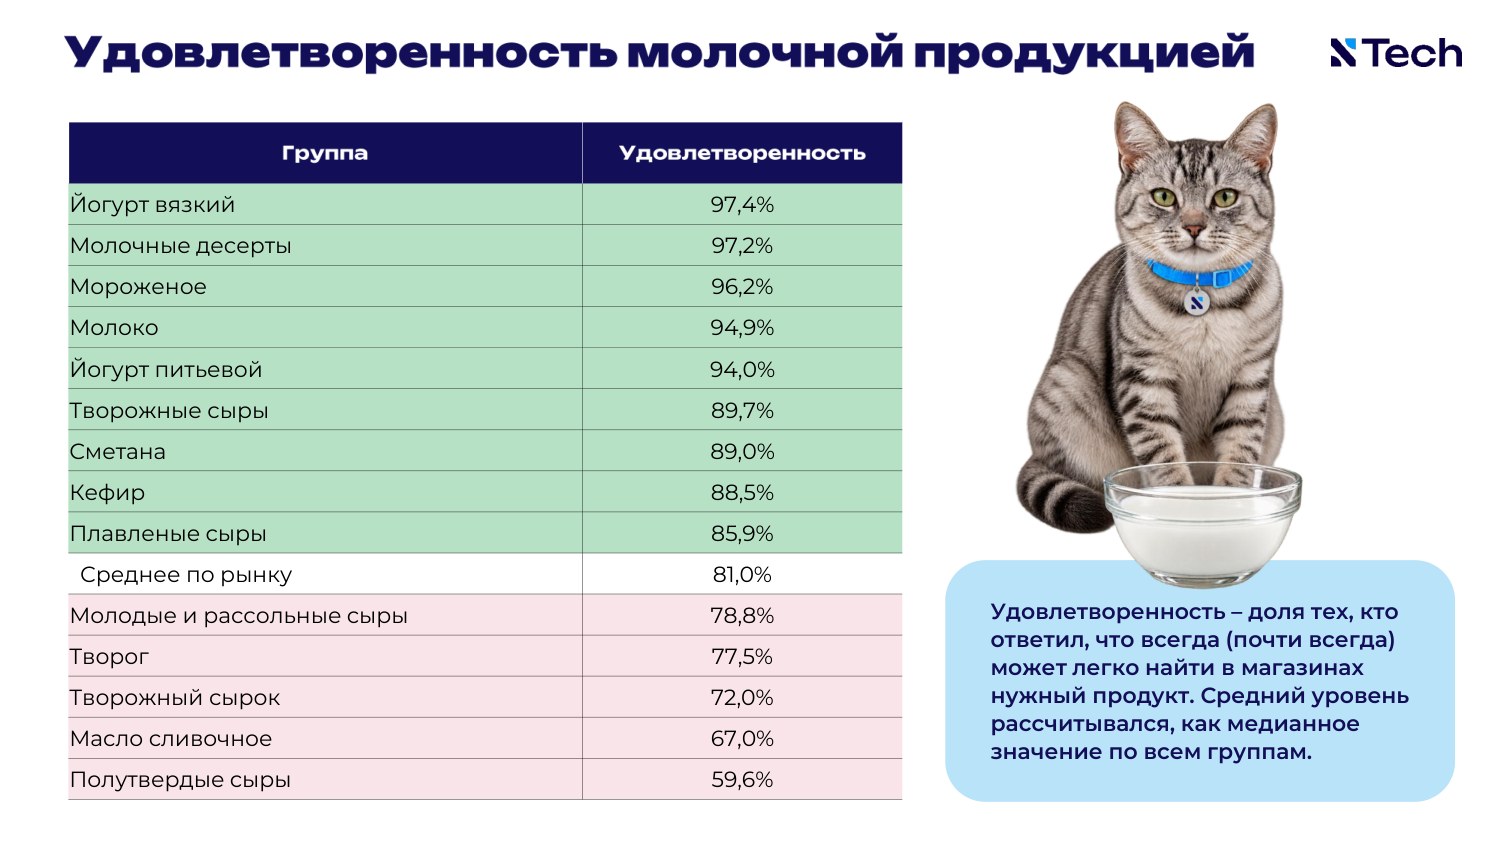 Удовлетворенность молочной продукцией
Tech
Группа Удовлетворенность
Йогурт вязкий 97,4%
Молочные десерты 97,2%
Мороженое 96,2%
Молоко 94,9%
Йогурт питьевой 94,0%
Творожные сыры 89,7%
Сметана 89,0%
Кефир 88,5%
Плавленые сыры 85,9%
Среднее по рынку 81,0%
Молодые и рассольные сыры 78,8%
Творог 77,5%
Творожный сырок 72,0%
Масло сливочное 67,0%
Полутвердые сыры 59,6%
Удовлетворенность – доля тех, кто
ответил, что всегда (почти всегда)
может легко найти в магазинах
нужный продукт. Средний уровень
рассчитывался, как медианное
значение по всем группам.